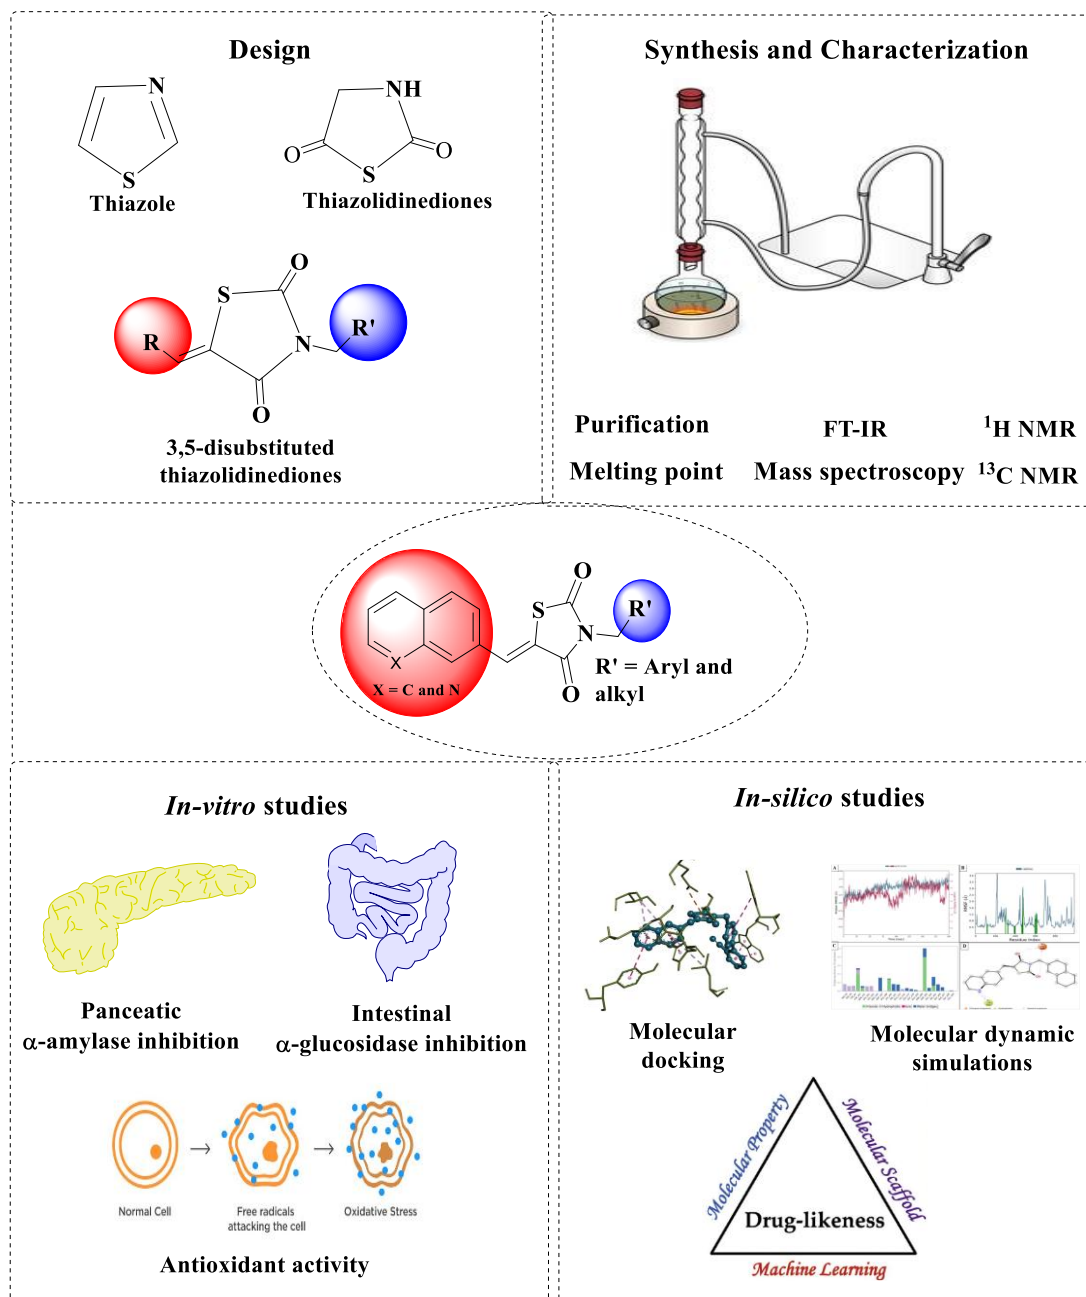 Design
N
S
Thiazole
NH
O
O
S
Thiazolidinediones
O
S
R
N
R'
O
3,5-disubstituted
thiazolidinediones
Synthesis and Characterization
Purification
FT-IR
¹H NMR
Melting point
Mass spectroscopy
¹³C NMR
O
S
R'
N
X
O
X = C and N
R' = Aryl and
alkyl
In-vitro studies
Panceatic
α-amylase inhibition
Intestinal
α-glucosidase inhibition
Normal Cell
Free radicals
attacking the cell
Oxidative Stress
Antioxidant activity
In-silico studies
A
B
C
D
Molecular
docking
Molecular dynamic
simulations
Molecular Property
Molecular Scaffold
Drug-likeness
Machine Learning